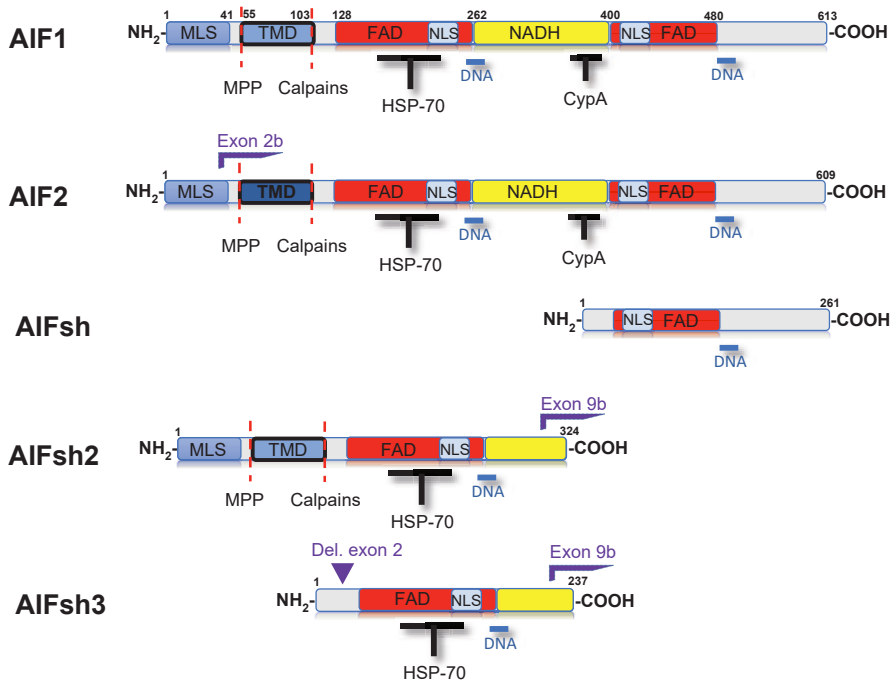 1 41 55 103 128 262 400 480 613
AIF1 NH2- MLS TMD FAD NLS NADH NLS FAD -COOH
MPP Calpains HSP-70 DNA CypA DNA
Exon 2b
1 609
AIF2 NH2- MLS TMD FAD NLS NADH NLS FAD -COOH
MPP Calpains HSP-70 DNA CypA DNA
1 261
AIFsh NH2- NLS FAD -COOH
DNA
Exon 9b
1 324
AIFsh2 NH2- MLS TMD FAD NLS -COOH
MPP Calpains HSP-70 DNA
Del. exon 2 Exon 9b
1 237
AIFsh3 NH2- FAD NLS -COOH
HSP-70 DNA